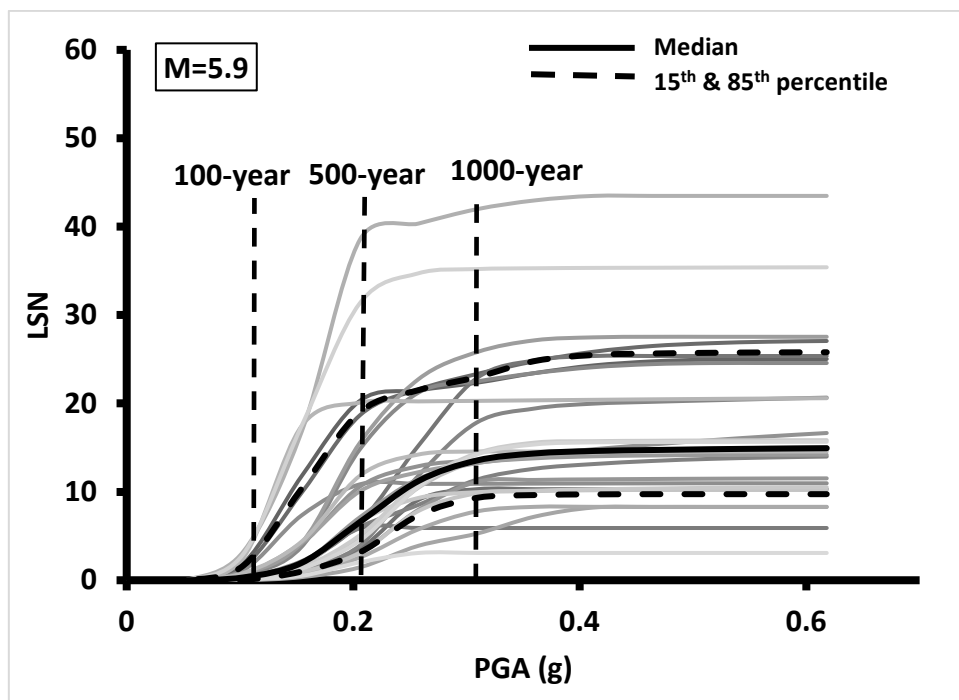 M=5.9
Median
15th & 85th percentile
100-year 500-year 1000-year
60
50
40
30
20
10
0
LSN
0 0.2 0.4 0.6
PGA (g)